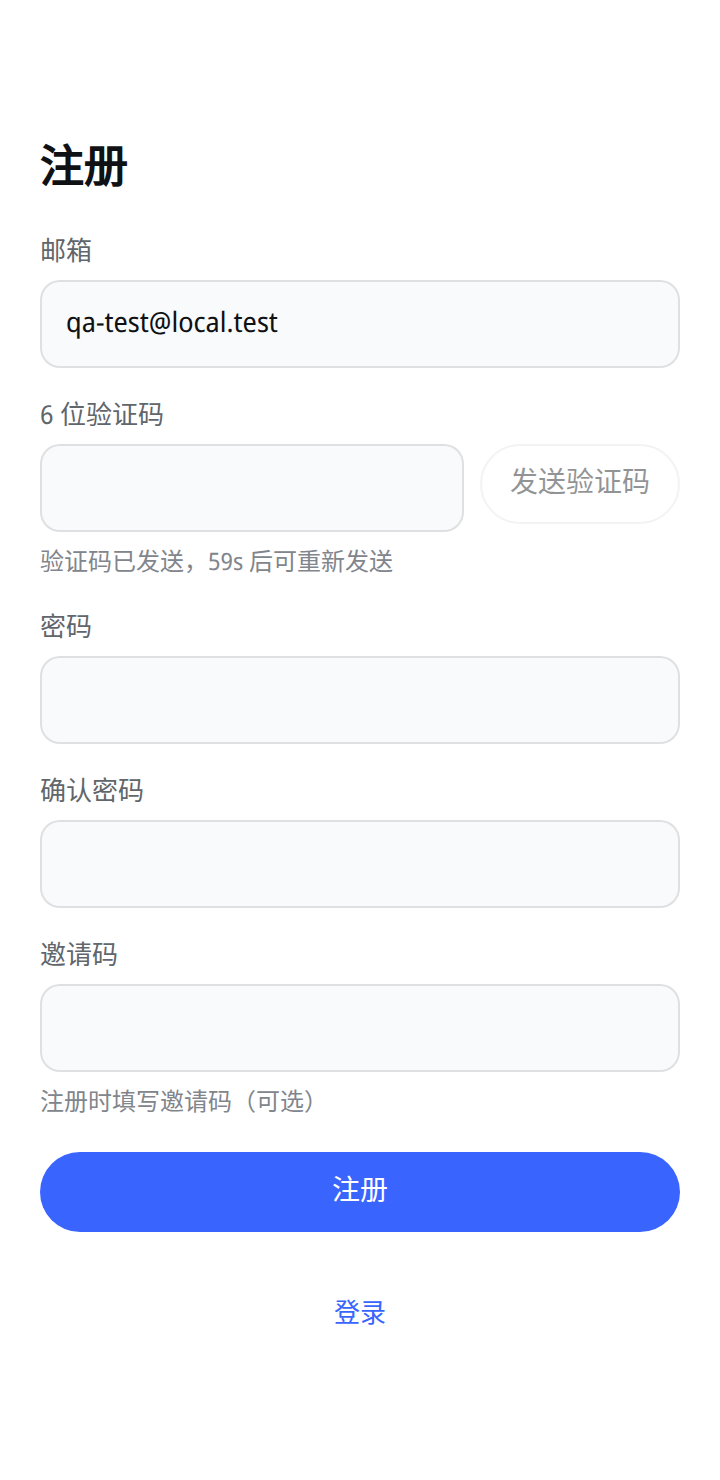 注册
邮箱
qa-test@local.test
6 位验证码
发送验证码
验证码已发送，59s 后可重新发送
密码
确认密码
邀请码
注册时填写邀请码（可选）
注册
登录